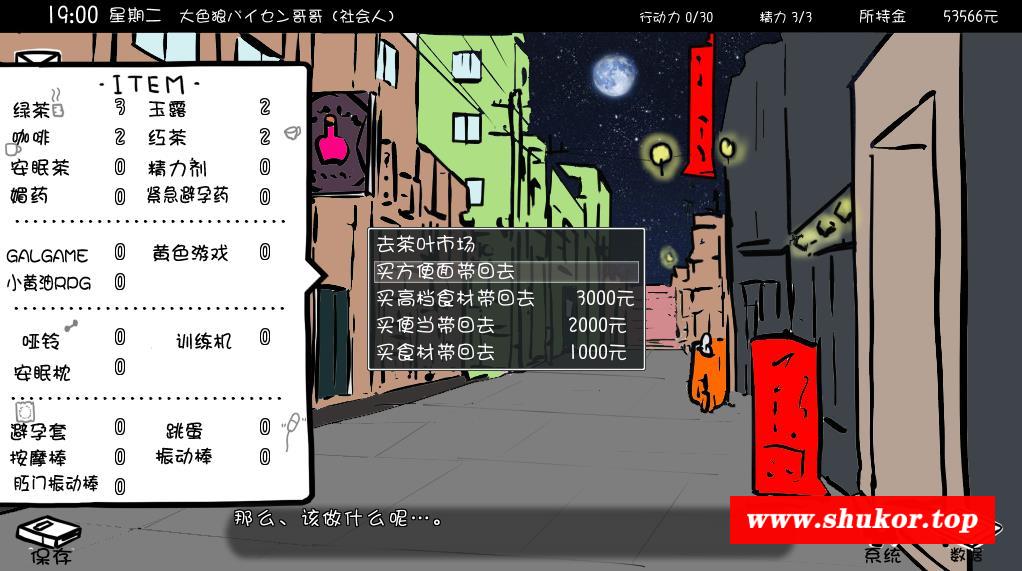 19:00 星期二 大色狼パイセン哥哥（社会人） 行动力 0/30 精力 3/3 所持金 53566元
-ITEM-
绿茶 3 玉露 2
咖啡 2 红茶 2
安眠茶 0 精力剂 0
媚药 0 紧急避孕药 0
GALGAME 0 黄色游戏 0
小黄油RPG 0
哑铃 0 训练机 0
安眠枕 0
避孕套 0 跳蛋 0
按摩棒 0 振动棒 0
肛门振动棒 0
去茶叶市场
买方便面带回去
买高档食材带回去 3000元
买便当带回去 2000元
买食材带回去 1000元
那么、该做什么呢…。
www.shukor.top
保存 系统 数据